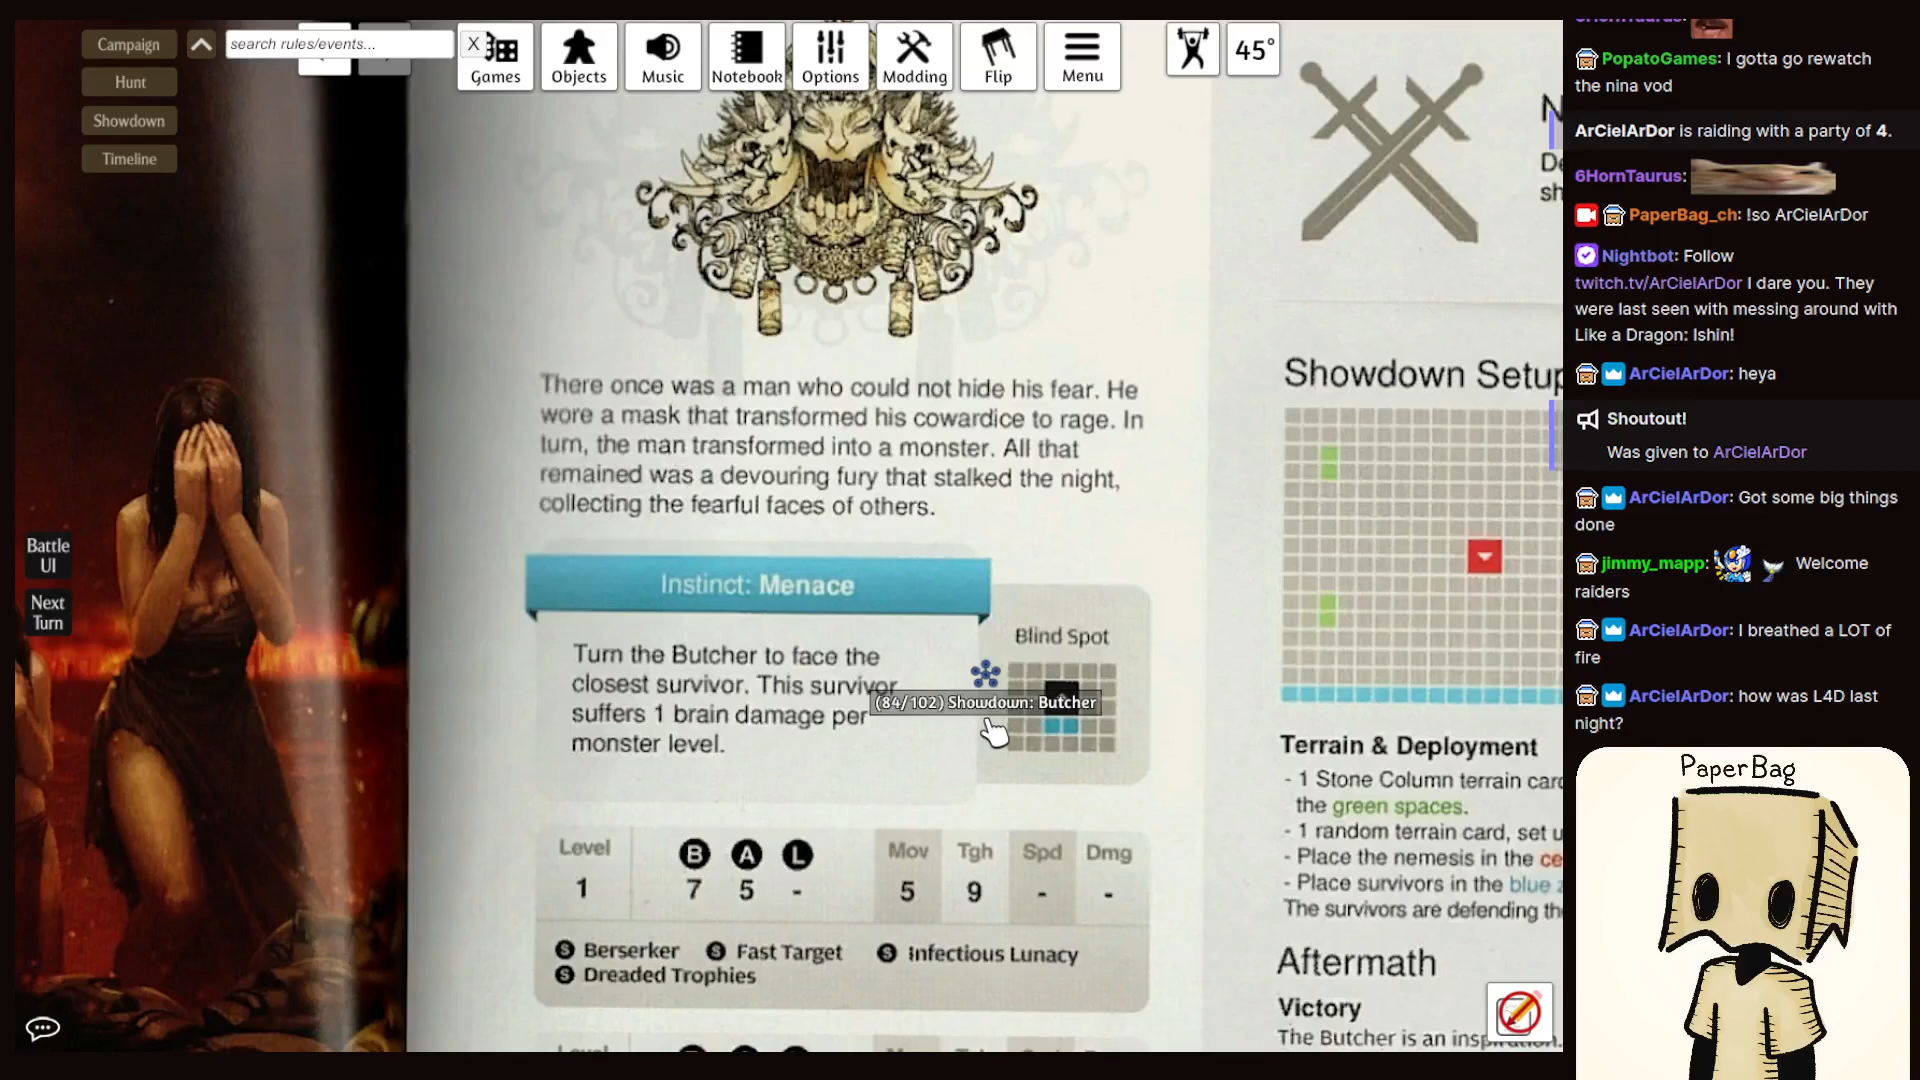 Campaign
search rules/events...
X
Hunt
Showdown
Timeline
Games
Objects
Music
Notebook
Options
Modding
Flip
Menu
45°
There once was a man who could not hide his fear. He
wore a mask that transformed his cowardice to rage. In
turn, the man transformed into a monster. All that
remained was a devouring fury that stalked the night,
collecting the fearful faces of others.
Battle
UI
Next
Turn
Instinct: Menace
Turn the Butcher to face the
closest survivor. This survivor
suffers 1 brain damage per
monster level.
Blind Spot
(84/102) Showdown: Butcher
Level B A L Mov Tgh Spd Dmg
1 7 5 - 5 9 - -
S Berserker S Fast Target S Infectious Lunacy
S Dreaded Trophies
Level
Showdown Setup
Terrain & Deployment
- 1 Stone Column terrain card
the green spaces.
- 1 random terrain card, set u
- Place the nemesis in the ce
- Place survivors in the blue z
The survivors are defending th
Aftermath
Victory
The Butcher is an inspiration.
PopatoGames: I gotta go rewatch
the nina vod
ArCielArDor is raiding with a party of 4.
6HornTaurus:
PaperBag_ch: !so ArCielArDor
Nightbot: Follow
twitch.tv/ArCielArDor I dare you. They
were last seen with messing around with
Like a Dragon: Ishin!
ArCielArDor: heya
Shoutout!
Was given to ArCielArDor
ArCielArDor: Got some big things
done
jimmy_mapp: Welcome
raiders
ArCielArDor: I breathed a LOT of
fire
ArCielArDor: how was L4D last
night?
PaperBag